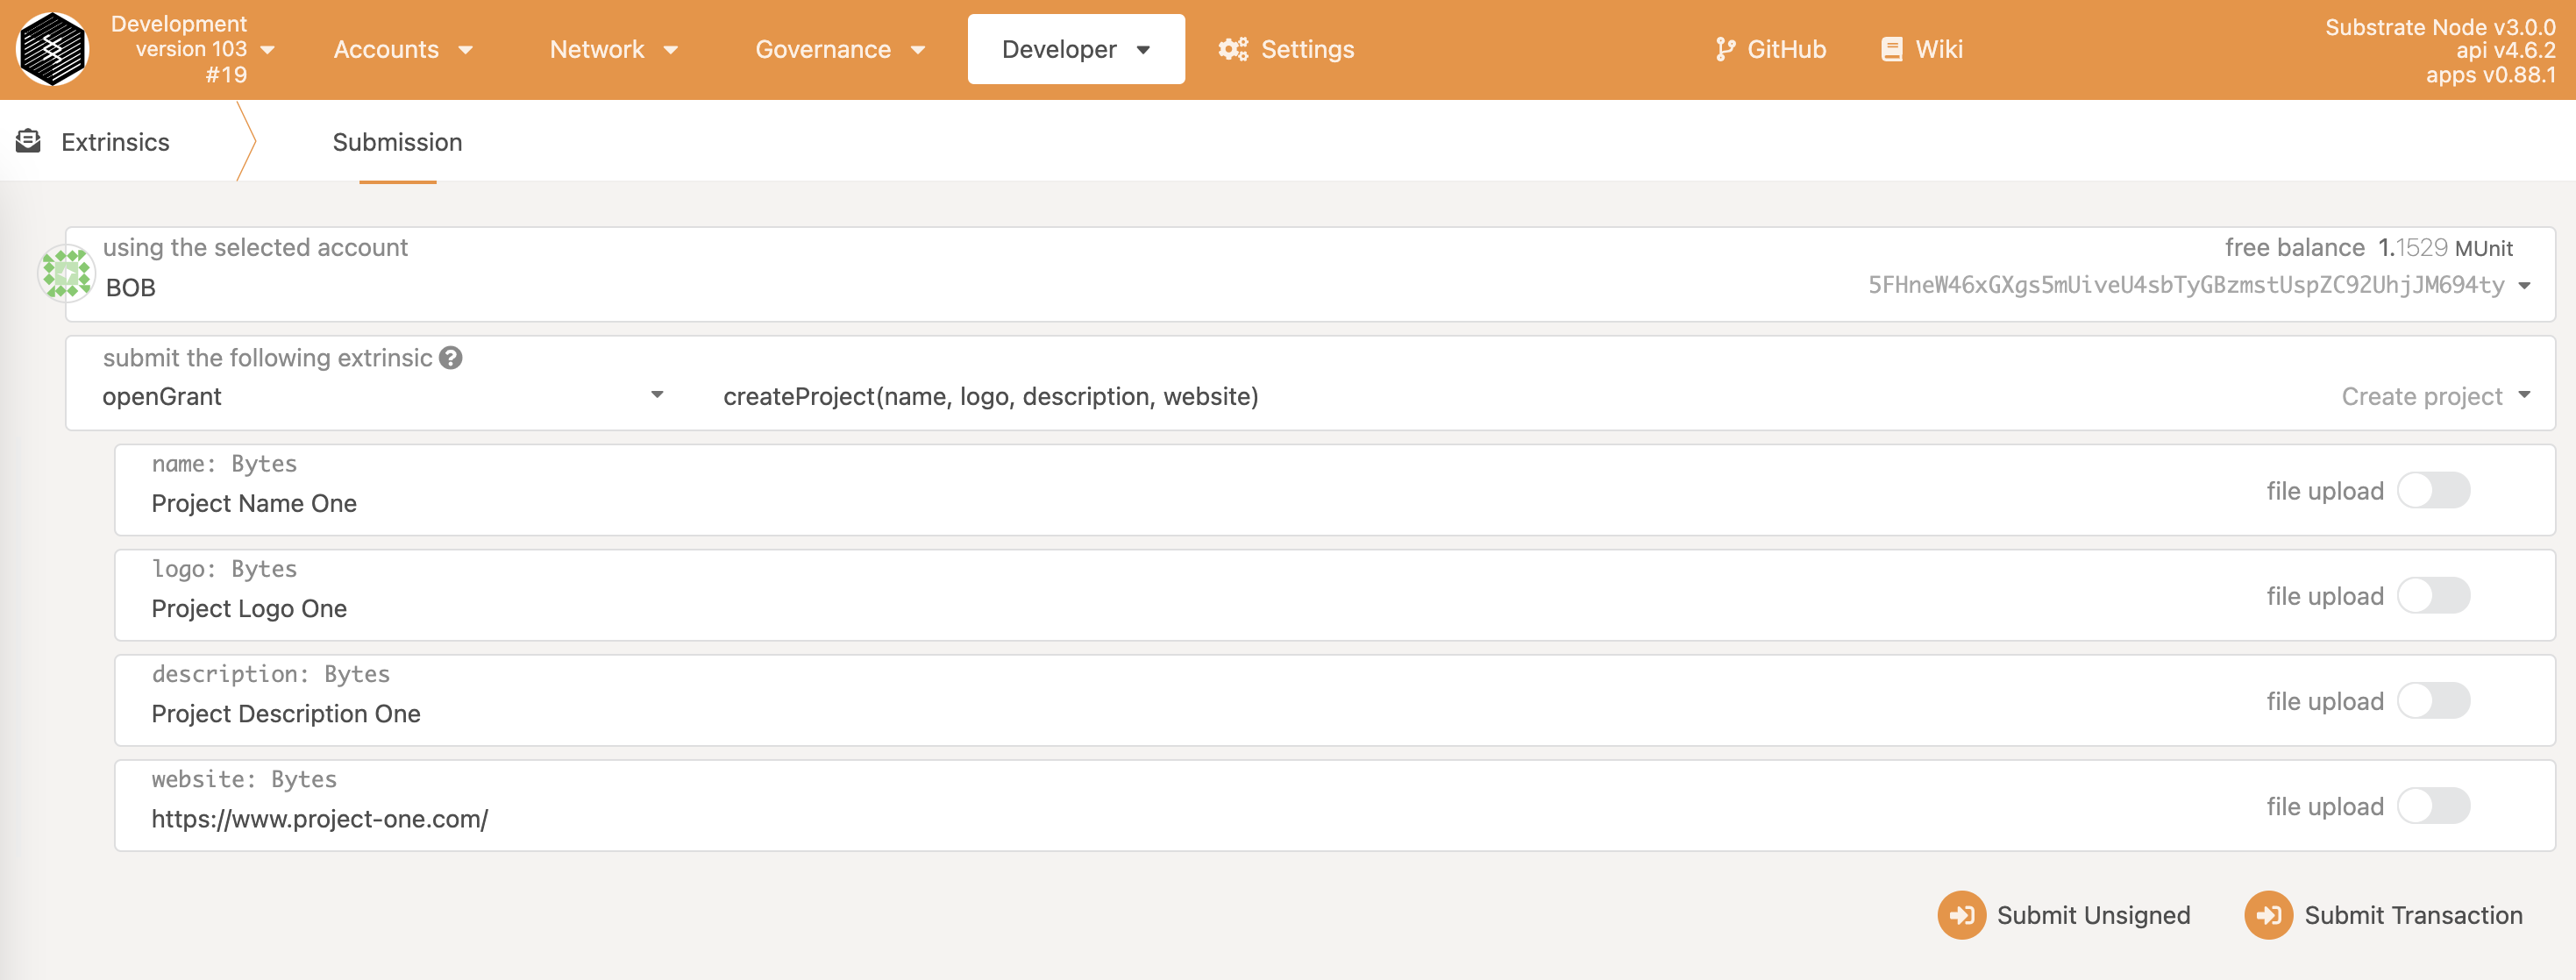 Development
version 103
#19
Accounts
Network
Governance
Developer
Settings
GitHub
Wiki
Substrate Node v3.0.0
api v4.6.2
apps v0.88.1
Extrinsics
Submission
using the selected account
BOB
free balance 1.1529 MUnit
5FHneW46xGXgs5mUiveU4sbTyGBzmstUspZC92UhjJM694ty
submit the following extrinsic ?
openGrant
createProject(name, logo, description, website)
Create project
name: Bytes
Project Name One
file upload
logo: Bytes
Project Logo One
file upload
description: Bytes
Project Description One
file upload
website: Bytes
https://www.project-one.com/
file upload
Submit Unsigned
Submit Transaction